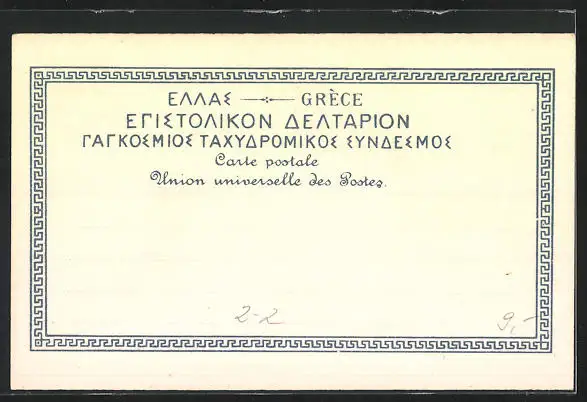 ΕΛΛΑΣ —⁘— GRÈCE
ΕΠΙΣΤΟΛΙΚΟΝ ΔΕΛΤΑΡΙΟΝ
ΠΑΓΚΟΣΜΙΟΣ ΤΑΧΥΔΡΟΜΙΚΟΣ ΣΥΝΔΕΣΜΟΣ
Carte postale
Union universelle des Postes.
2-2
9,-